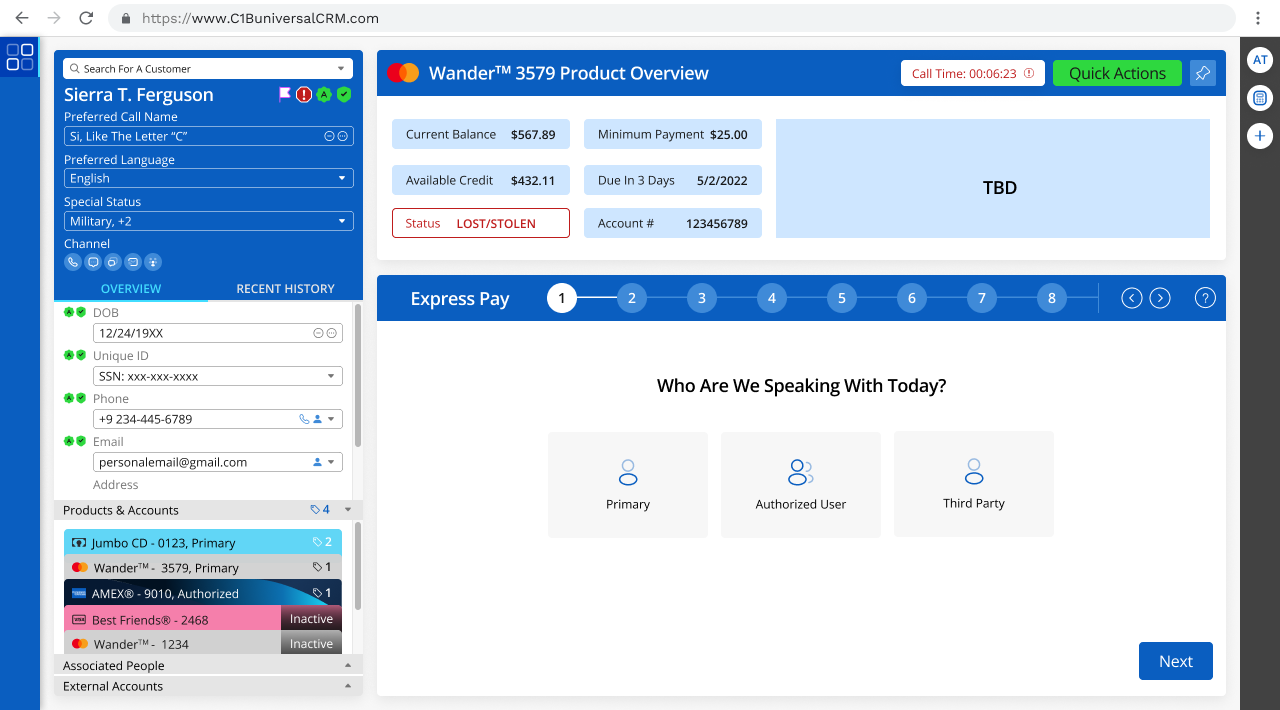 https://www.C1BuniversalCRM.com
Search For A Customer
Sierra T. Ferguson
A
Preferred Call Name
Si, Like The Letter “C”
Preferred Language
English
Special Status
Military, +2
Channel
OVERVIEW
RECENT HISTORY
A
DOB
12/24/19XX
A
Unique ID
SSN: xxx-xxx-xxxx
A
Phone
+9 234-445-6789
A
Email
personalemail@gmail.com
Address
Products & Accounts
4
Jumbo CD - 0123, Primary
2
Wander™ - 3579, Primary
1
AMEX® - 9010, Authorized
1
VISA
Best Friends® - 2468
Inactive
Wander™ - 1234
Inactive
Associated People
External Accounts
Wander™ 3579 Product Overview
Call Time: 00:06:23
Quick Actions
Current Balance $567.89
Minimum Payment $25.00
Available Credit $432.11
Due In 3 Days 5/2/2022
Status LOST/STOLEN
Account # 123456789
TBD
Express Pay
1 2 3 4 5 6 7 8
?
Who Are We Speaking With Today?
Primary
Authorized User
Third Party
Next
AT